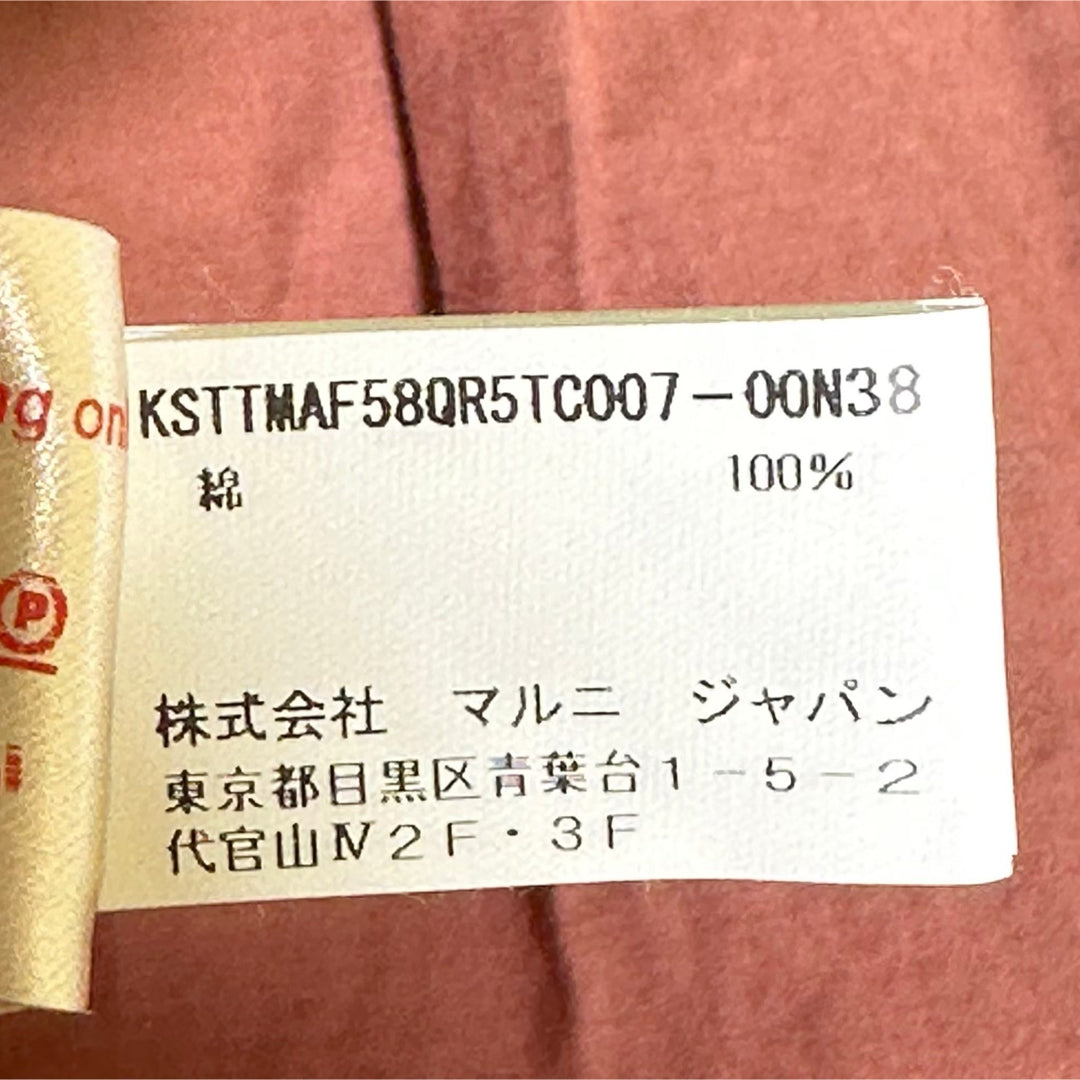 KSTTMAF58QR5TC007-00N38
綿 100%
株式会社 マルニ ジャパン
東京都目黒区青葉台1-5-2
代官山Ⅳ2F・3F
on
P